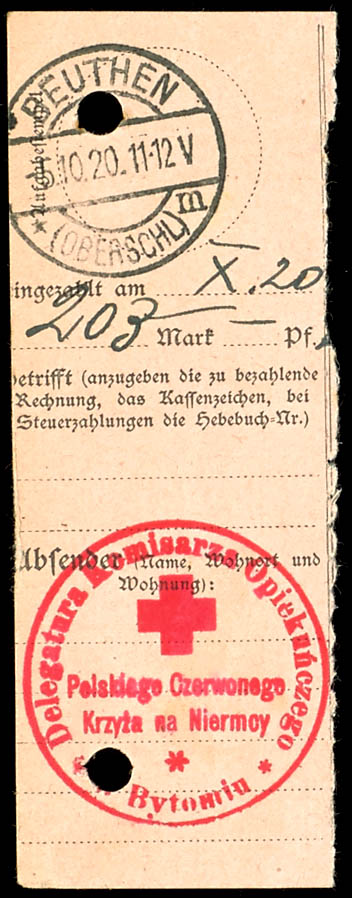 BEUTHEN
10.20.11-12V
m
* (OBERSCHL)
Aufgabestempel
ingezahlt am X.20
203 — Mark — Pf.
betrifft (anzugeben die zu bezahlende
Rechnung, das Kassenzeichen, bei
Steuerzahlungen die Hebebuch=Nr.)
Absender (Name, Wohnort und
Wohnung):
Delegatura Komisarza Opiekuńczego
Polskiego Czerwonego
Krzyża na Niemcy
* * Bytomiu *